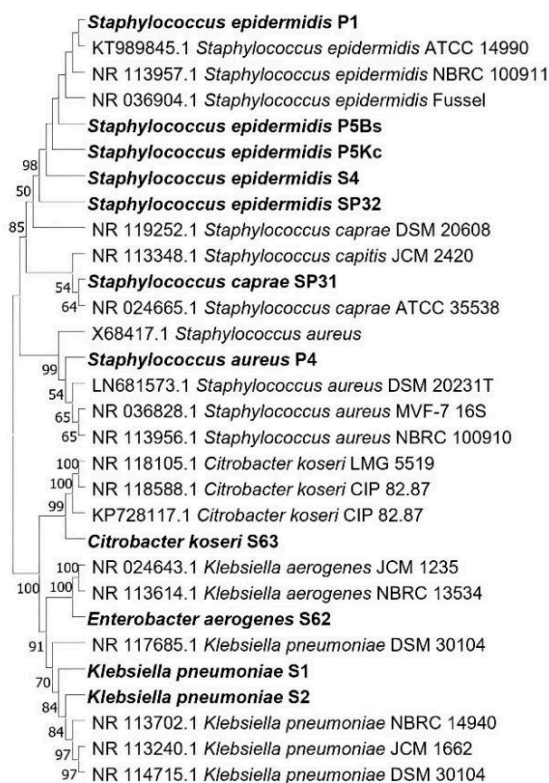 Staphylococcus epidermidis P1
KT989845.1 Staphylococcus epidermidis ATCC 14990
NR 113957.1 Staphylococcus epidermidis NBRC 100911
NR 036904.1 Staphylococcus epidermidis Fussel
Staphylococcus epidermidis P5Bs
Staphylococcus epidermidis P5Kc
98
Staphylococcus epidermidis S4
50
Staphylococcus epidermidis SP32
85
NR 119252.1 Staphylococcus caprae DSM 20608
NR 113348.1 Staphylococcus capitis JCM 2420
Staphylococcus caprae SP31
54
64
NR 024665.1 Staphylococcus caprae ATCC 35538
X68417.1 Staphylococcus aureus
Staphylococcus aureus P4
99
LN681573.1 Staphylococcus aureus DSM 20231T
54
NR 036828.1 Staphylococcus aureus MVF-7 16S
65
65
NR 113956.1 Staphylococcus aureus NBRC 100910
100
NR 118105.1 Citrobacter koseri LMG 5519
100
NR 118588.1 Citrobacter koseri CIP 82.87
99
KP728117.1 Citrobacter koseri CIP 82.87
Citrobacter koseri S63
100
NR 024643.1 Klebsiella aerogenes JCM 1235
100
100
NR 113614.1 Klebsiella aerogenes NBRC 13534
Enterobacter aerogenes S62
91
NR 117685.1 Klebsiella pneumoniae DSM 30104
Klebsiella pneumoniae S1
70
Klebsiella pneumoniae S2
84
NR 113702.1 Klebsiella pneumoniae NBRC 14940
84
NR 113240.1 Klebsiella pneumoniae JCM 1662
97
97
NR 114715.1 Klebsiella pneumoniae DSM 30104